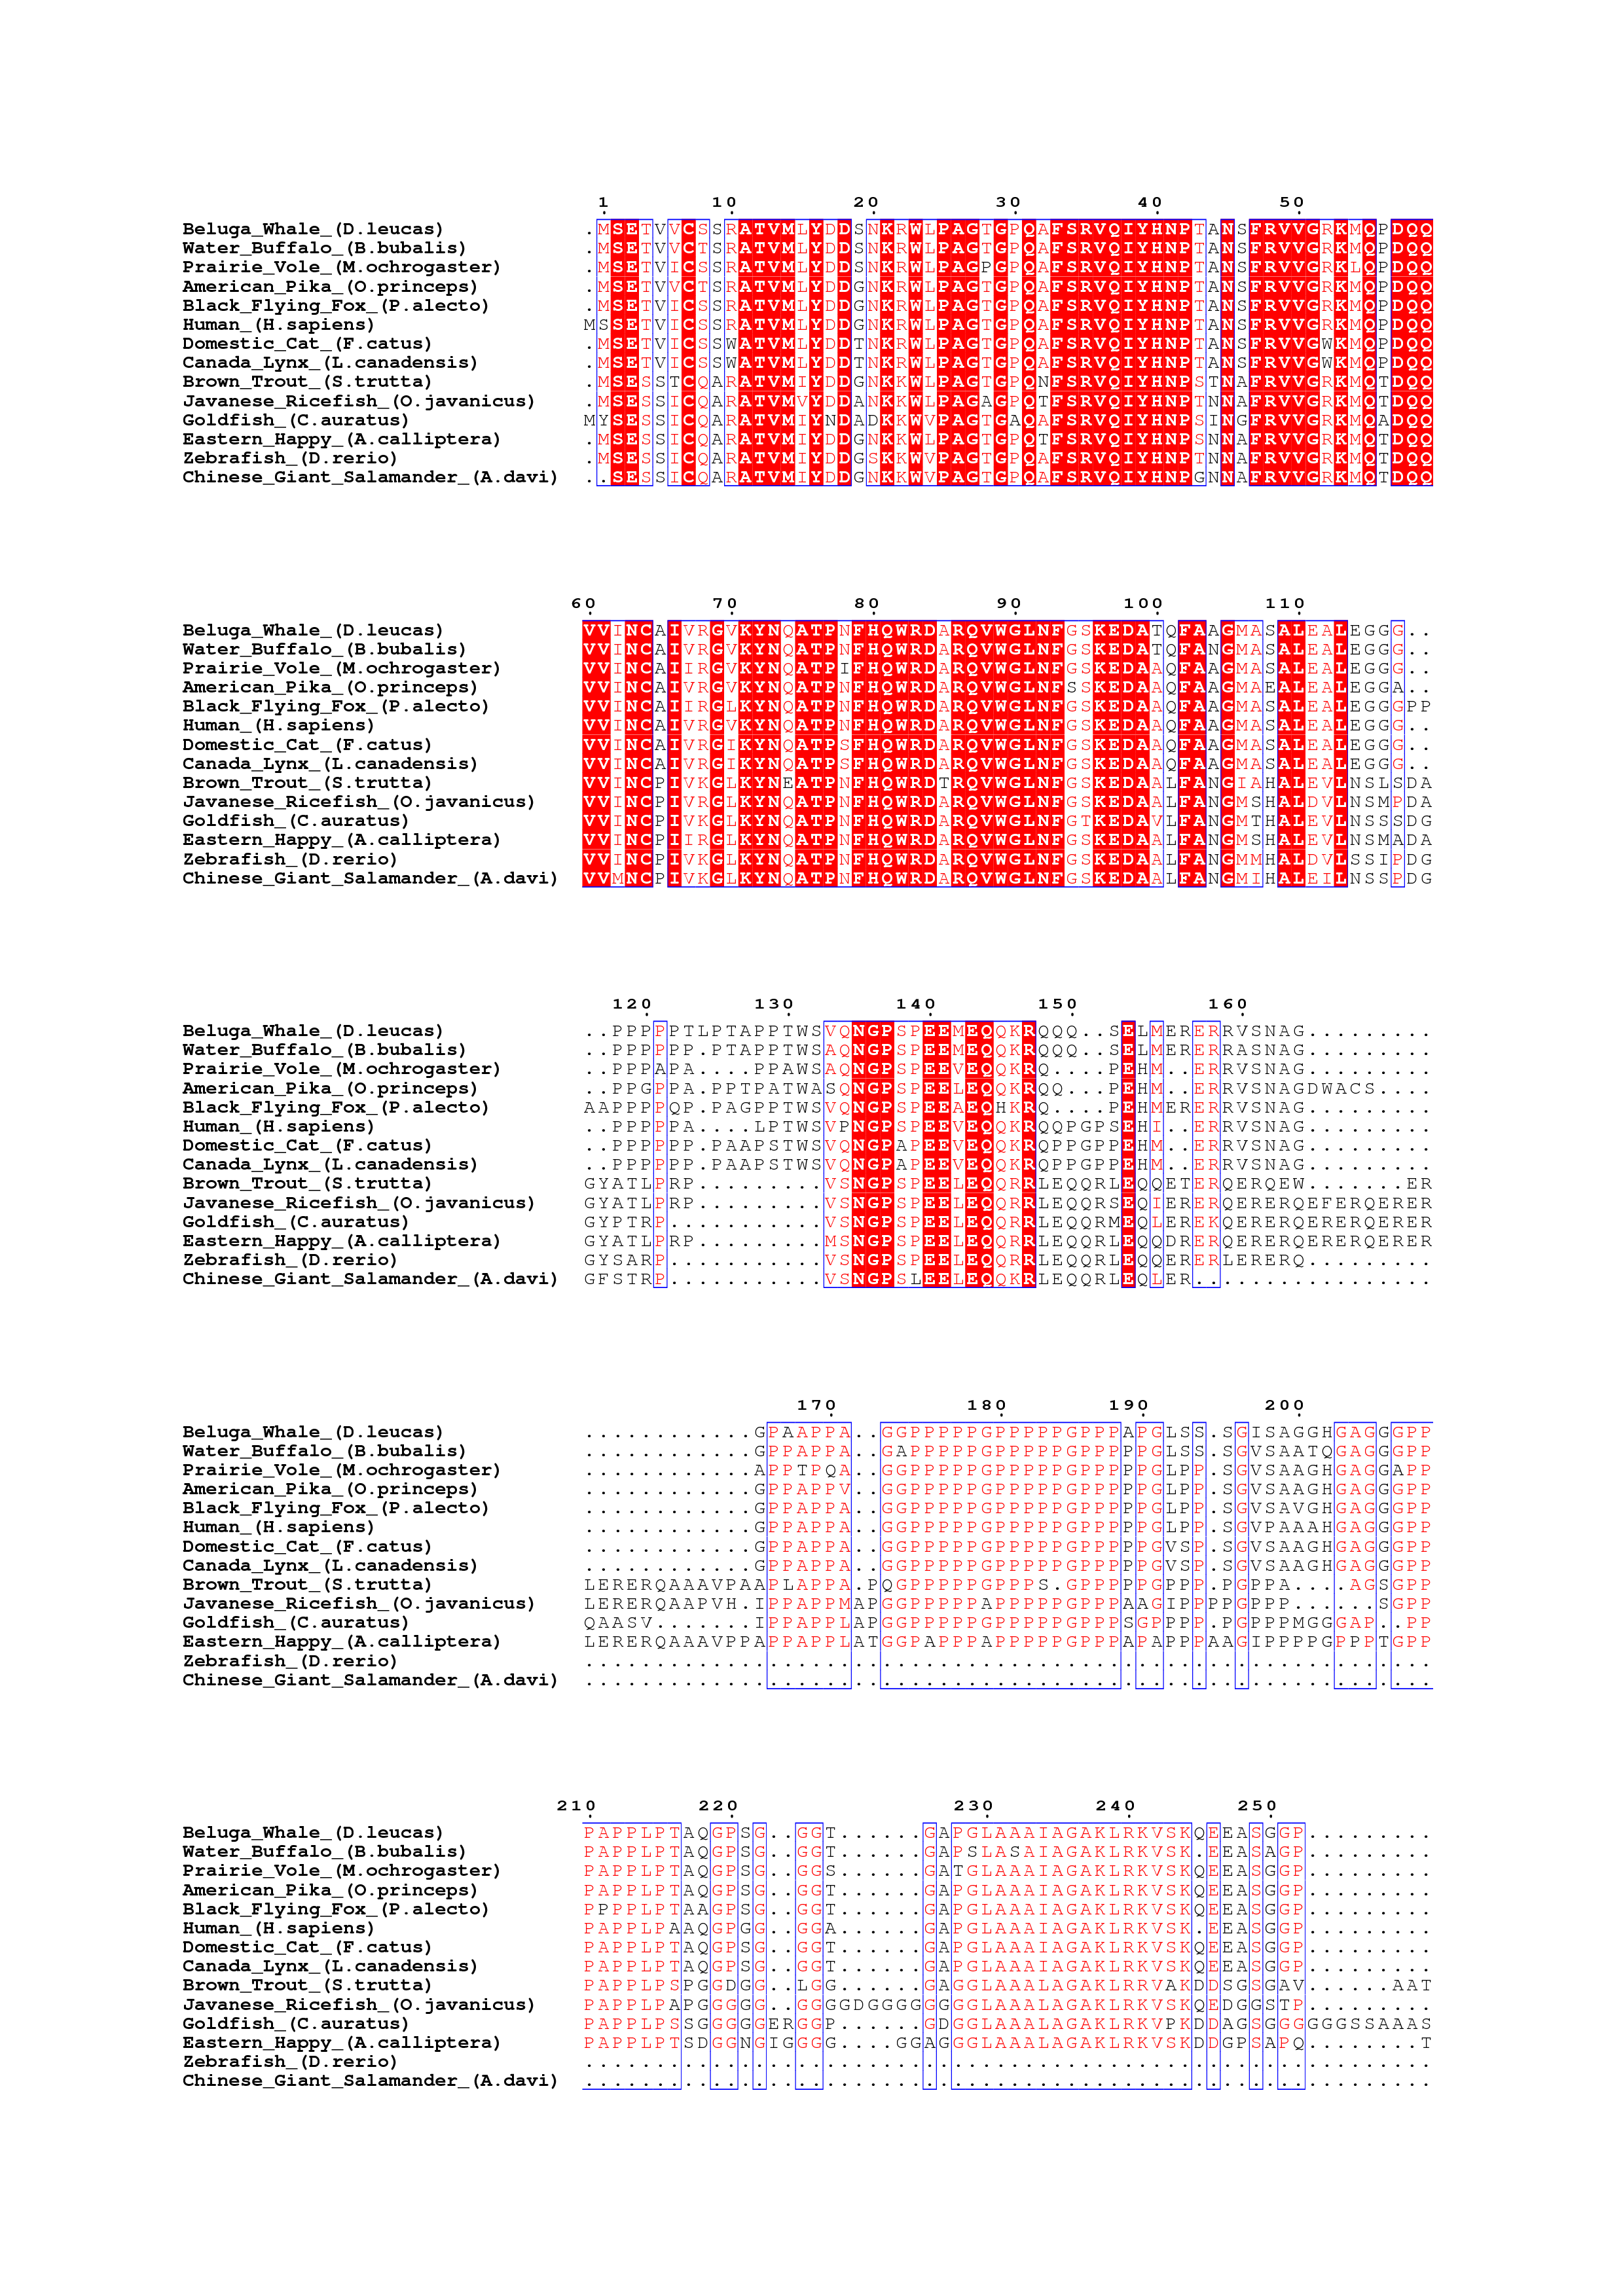 1 10 20 30 40 50
Beluga_Whale_(D.leucas) .MSETVVCSSRATVMLYDDSNKRWLPAGTGPQAFSRVQIYHNPTANSFRVVGRKMQPDQQ
Water_Buffalo_(B.bubalis) .MSETVVCTSRATVMLYDDSNKRWLPAGTGPQAFSRVQIYHNPTANSFRVVGRKMQPDQQ
Prairie_Vole_(M.ochrogaster) .MSETVICSSRATVMLYDDSNKRWLPAGPGPQAFSRVQIYHNPTANSFRVVGRKLQPDQQ
American_Pika_(O.princeps) .MSETVVCTSRATVMLYDDGNKRWLPAGTGPQAFSRVQIYHNPTANSFRVVGRKMQPDQQ
Black_Flying_Fox_(P.alecto) .MSETVICSSRATVMLYDDGNKRWLPAGTGPQAFSRVQIYHNPTANSFRVVGRKMQPDQQ
Human_(H.sapiens) MSSETVICSSRATVMLYDDGNKRWLPAGTGPQAFSRVQIYHNPTANSFRVVGRKMQPDQQ
Domestic_Cat_(F.catus) .MSETVICSSWATVMLYDDTNKRWLPAGTGPQAFSRVQIYHNPTANSFRVVGWKMQPDQQ
Canada_Lynx_(L.canadensis) .MSETVICSSWATVMLYDDTNKRWLPAGTGPQAFSRVQIYHNPTANSFRVVGWKMQPDQQ
Brown_Trout_(S.trutta) .MSESSTCQARATVMIYDDGNKKWLPAGTGPQNFSRVQIYHNPSTNAFRVVGRKMQTDQQ
Javanese_Ricefish_(O.javanicus) .MSESSICQARATVMVYDDANKKWLPAGAGPQTFSRVQIYHNPTNNAFRVVGRKMQTDQQ
Goldfish_(C.auratus) MYSESSICQARATVMIYNDADKKWVPAGTGAQAFSRVQIYHNPSINGFRVVGRKMQADQQ
Eastern_Happy_(A.calliptera) .MSESSICQARATVMIYDDGNKKWLPAGTGPQTFSRVQIYHNPSNNAFRVVGRKMQTDQQ
Zebrafish_(D.rerio) .MSESSICQARATVMIYDDGSKKWVPAGTGPQAFSRVQIYHNPTNNAFRVVGRKMQTDQQ
Chinese_Giant_Salamander_(A.davi) ..SESSICQARATVMIYDDGNKKWVPAGTGPQAFSRVQIYHNPGNNAFRVVGRKMQTDQQ
60 70 80 90 100 110
Beluga_Whale_(D.leucas) VVINCAIVRGVKYNQATPNFHQWRDARQVWGLNFGSKEDATQFAAGMASALEALEGGG..
Water_Buffalo_(B.bubalis) VVINCAIVRGVKYNQATPNFHQWRDARQVWGLNFGSKEDATQFANGMASALEALEGGG..
Prairie_Vole_(M.ochrogaster) VVINCAIIRGVKYNQATPIFHQWRDARQVWGLNFGSKEDAAQFAAGMASALEALEGGG..
American_Pika_(O.princeps) VVINCAIVRGVKYNQATPNFHQWRDARQVWGLNFSSKEDAAQFAAGMAEALEALEGGA..
Black_Flying_Fox_(P.alecto) VVINCAIIRGLKYNQATPNFHQWRDARQVWGLNFGSKEDAAQFAAGMASALEALEGGGPP
Human_(H.sapiens) VVINCAIVRGVKYNQATPNFHQWRDARQVWGLNFGSKEDAAQFAAGMASALEALEGGG..
Domestic_Cat_(F.catus) VVINCAIVRGIKYNQATPSFHQWRDARQVWGLNFGSKEDAAQFAAGMASALEALEGGG..
Canada_Lynx_(L.canadensis) VVINCAIVRGIKYNQATPSFHQWRDARQVWGLNFGSKEDAAQFAAGMASALEALEGGG..
Brown_Trout_(S.trutta) VVINCPIVKGLKYNEATPNFHQWRDTRQVWGLNFGSKEDAALFANGIAHALEVLNSLSDA
Javanese_Ricefish_(O.javanicus) VVINCPIVRGLKYNQATPNFHQWRDARQVWGLNFGSKEDAALFANGMSHALDVLNSMPDA
Goldfish_(C.auratus) VVINCPIVKGLKYNQATPNFHQWRDARQVWGLNFGTKEDAVLFANGMTHALEVLNSSSDG
Eastern_Happy_(A.calliptera) VVINCPIIRGLKYNQATPNFHQWRDARQVWGLNFGSKEDAALFANGMSHALEVLNSMADA
Zebrafish_(D.rerio) VVINCPIVKGLKYNQATPNFHQWRDARQVWGLNFGSKEDAALFANGMMHALDVLSSIPDG
Chinese_Giant_Salamander_(A.davi) VVMNCPIVKGLKYNQATPNFHQWRDARQVWGLNFGSKEDAALFANGMIHALEILNSSPDG
120 130 140 150 160
Beluga_Whale_(D.leucas) ..PPPPPTLPTAPPTWSVQNGPSPEEMEQQKRQQQ..SELMERERRVSNAG.........
Water_Buffalo_(B.bubalis) ..PPPPPP.PTAPPTWSAQNGPSPEEMEQQKRQQQ..SELMERERRASNAG.........
Prairie_Vole_(M.ochrogaster) ..PPPAPA....PPAWSAQNGPSPEEVEQQKRQ....PEHM..ERRVSNAG.........
American_Pika_(O.princeps) ..PPGPPA.PPTPATWASQNGPSPEELEQQKRQQ...PEHM..ERRVSNAGDWACS....
Black_Flying_Fox_(P.alecto) AAPPPPQP.PAGPPTWSVQNGPSPEEAEQHKRQ....PEHMERERRVSNAG.........
Human_(H.sapiens) ..PPPPPA....LPTWSVPNGPSPEEVEQQKRQQPGPSEHI..ERRVSNAG.........
Domestic_Cat_(F.catus) ..PPPPPP.PAAPSTWSVQNGPAPEEVEQQKRQPPGPPEHM..ERRVSNAG.........
Canada_Lynx_(L.canadensis) ..PPPPPP.PAAPSTWSVQNGPAPEEVEQQKRQPPGPPEHM..ERRVSNAG.........
Brown_Trout_(S.trutta) GYATLPRP.........VSNGPSPEELEQQRRLEQQRLEQQETERQERQEW.......ER
Javanese_Ricefish_(O.javanicus) GYATLPRP.........VSNGPSPEELEQQRRLEQQRSEQIERERQERERQEFERQERER
Goldfish_(C.auratus) GYPTRP...........VSNGPSPEELEQQRRLEQQRMEQLEREKQERERQERERQERER
Eastern_Happy_(A.calliptera) GYATLPRP.........MSNGPSPEELEQQRRLEQQRLEQQDRERQERERQERERQERER
Zebrafish_(D.rerio) GYSARP...........VSNGPSPEELEQQRRLEQQRLEQQERERLERERQ.........
Chinese_Giant_Salamander_(A.davi) GFSTRP...........VSNGPSLEELEQQKRLEQQRLEQLER.................
170 180 190 200
Beluga_Whale_(D.leucas) ............GPAAPPA..GGPPPPPGPPPPPGPPPAPGLSS.SGISAGGHGAGGGPP
Water_Buffalo_(B.bubalis) ............GPPAPPA..GAPPPPPGPPPPPGPPPPPGLSS.SGVSAATQGAGGGPP
Prairie_Vole_(M.ochrogaster) ............APPTPQA..GGPPPPPGPPPPPGPPPPPGLPP.SGVSAAGHGAGGAPP
American_Pika_(O.princeps) ............GPPAPPV..GGPPPPPGPPPPPGPPPPPGLPP.SGVSAAGHGAGGGPP
Black_Flying_Fox_(P.alecto) ............GPPAPPA..GGPPPPPGPPPPPGPPPPPGLPP.SGVSAVGHGAGGGPP
Human_(H.sapiens) ............GPPAPPA..GGPPPPPGPPPPPGPPPPPGLPP.SGVPAAAHGAGGGPP
Domestic_Cat_(F.catus) ............GPPAPPA..GGPPPPPGPPPPPGPPPPPGVSP.SGVSAAGHGAGGGPP
Canada_Lynx_(L.canadensis) ............GPPAPPA..GGPPPPPGPPPPPGPPPPPGVSP.SGVSAAGHGAGGGPP
Brown_Trout_(S.trutta) LERERQAAAVPAAPLAPPA.PQGPPPPPGPPPS.GPPPPPGPPP.PGPPA....AGSGPP
Javanese_Ricefish_(O.javanicus) LERERQAAPVH.IPPAPPMAPGGPPPPPAPPPPPGPPPAAGIPPPPGPPP......SGPP
Goldfish_(C.auratus) QAASV.......IPPAPPLAPGGPPPPPGPPPPPGPPPSGPPPP.PGPPPMGGGAP..PP
Eastern_Happy_(A.calliptera) LERERQAAAVPPAPPAPPLATGGPAPPPAPPPPPGPPPAPAPPPAAGIPPPPGPPPTGPP
Zebrafish_(D.rerio) ............................................................
Chinese_Giant_Salamander_(A.davi) ............................................................
210 220 230 240 250
Beluga_Whale_(D.leucas) PAPPLPTAQGPSG..GGT......GAPGLAAAIAGAKLRKVSKQEEASGGP.........
Water_Buffalo_(B.bubalis) PAPPLPTAQGPSG..GGT......GAPSLASAIAGAKLRKVSK.EEASAGP.........
Prairie_Vole_(M.ochrogaster) PAPPLPTAQGPSG..GGS......GATGLAAAIAGAKLRKVSK.EEASGGP.........
American_Pika_(O.princeps) PAPPLPTAQGPSG..GGT......GAPGLAAAIAGAKLRKVSKQEEASGGP.........
Black_Flying_Fox_(P.alecto) PPPPLPTAAGPSG..GGT......GAPGLAAAIAGAKLRKVSKQEEASGGP.........
Human_(H.sapiens) PAPPLPAAQGPGG..GGA......GAPGLAAAIAGAKLRKVSK.EEASGGP.........
Domestic_Cat_(F.catus) PAPPLPTAQGPSG..GGT......GAPGLAAAIAGAKLRKVSKQEEASGGP.........
Canada_Lynx_(L.canadensis) PAPPLPTAQGPSG..GGT......GAPGLAAAIAGAKLRKVSKQEEASGGP.........
Brown_Trout_(S.trutta) PAPPLPSPGGDGG..LGG......GAGGLAAALAGAKLRRVAKDDSGSGAV......AAT
Javanese_Ricefish_(O.javanicus) PAPPLPAPGGGGG..GGGGDGGGGGGGGLAAALAGAKLRKVSKQEDGGSTP.........
Goldfish_(C.auratus) PAPPLPSSGGGGGERGGP......GDGGLAAALAGAKLRKVPKDDAGSGGGGGGSSAAAS
Eastern_Happy_(A.calliptera) PAPPLPTSDGGNGIGGGG....GGAGGGLAAALAGAKLRKVSKDDGPSAPQ........T
Zebrafish_(D.rerio) ............................................................
Chinese_Giant_Salamander_(A.davi) ............................................................